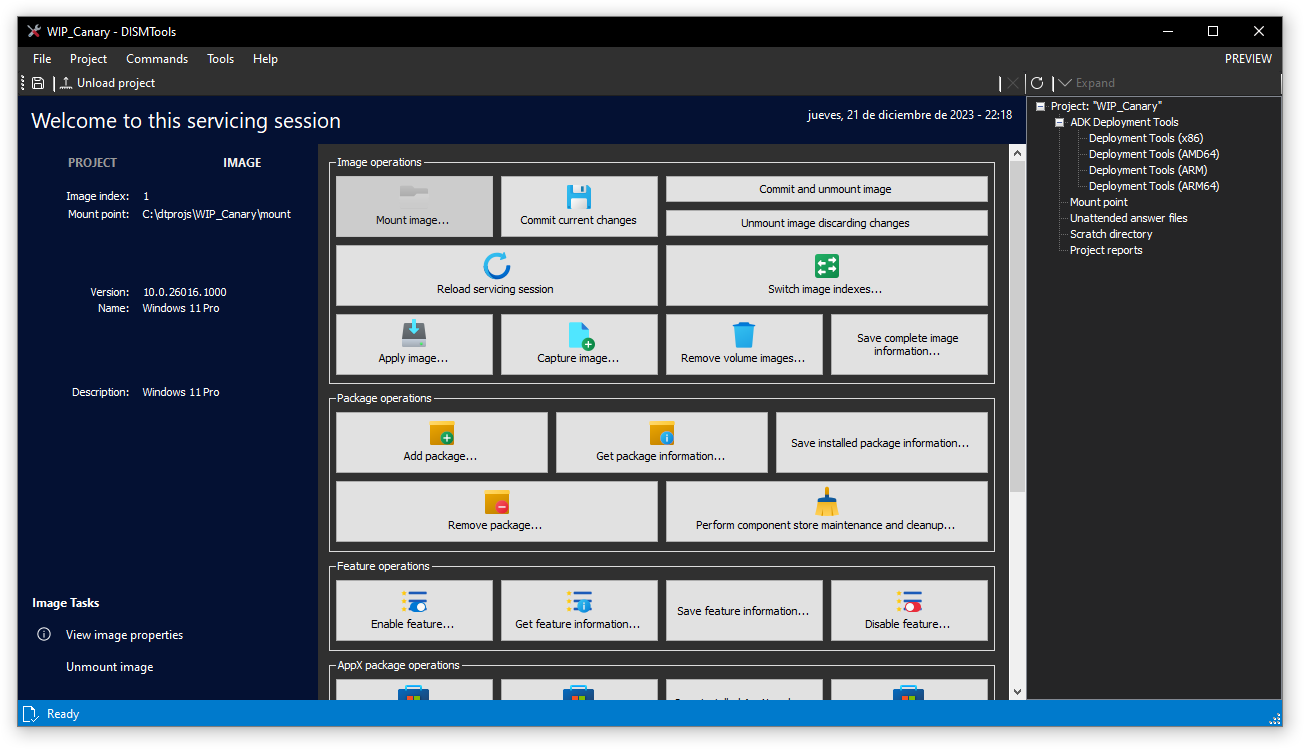 WIP_Canary - DISMTools
File Project Commands Tools Help PREVIEW
Unload project
Expand
Welcome to this servicing session
jueves, 21 de diciembre de 2023 - 22:18
PROJECT IMAGE
Image index: 1
Mount point: C:\dtprojs\WIP_Canary\mount
Version: 10.0.26016.1000
Name: Windows 11 Pro
Description: Windows 11 Pro
Image Tasks
View image properties
Unmount image
Image operations
Mount image...
Commit current changes
Commit and unmount image
Unmount image discarding changes
Reload servicing session
Switch image indexes...
Apply image...
Capture image...
Remove volume images...
Save complete image
information...
Package operations
Add package...
Get package information...
Save installed package information...
Remove package...
Perform component store maintenance and cleanup...
Feature operations
Enable feature...
Get feature information...
Save feature information...
Disable feature...
AppX package operations
Project: "WIP_Canary"
ADK Deployment Tools
Deployment Tools (x86)
Deployment Tools (AMD64)
Deployment Tools (ARM)
Deployment Tools (ARM64)
Mount point
Unattended answer files
Scratch directory
Project reports
Ready